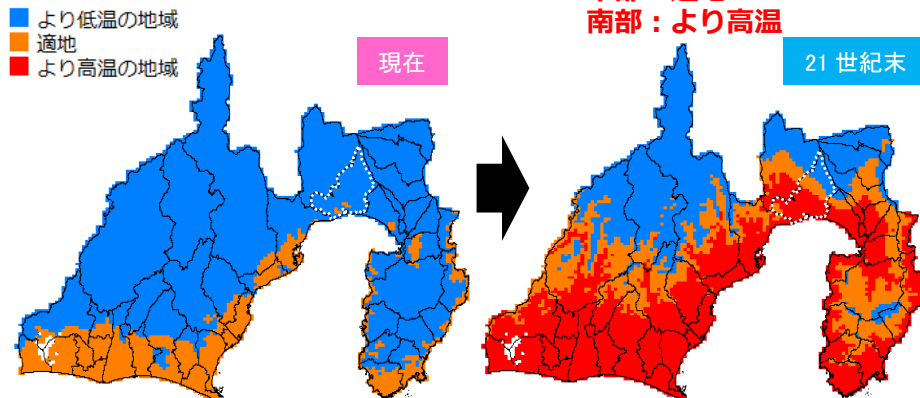 南部：より高温
より低温の地域
適地
より高温の地域
現在
21 世紀末